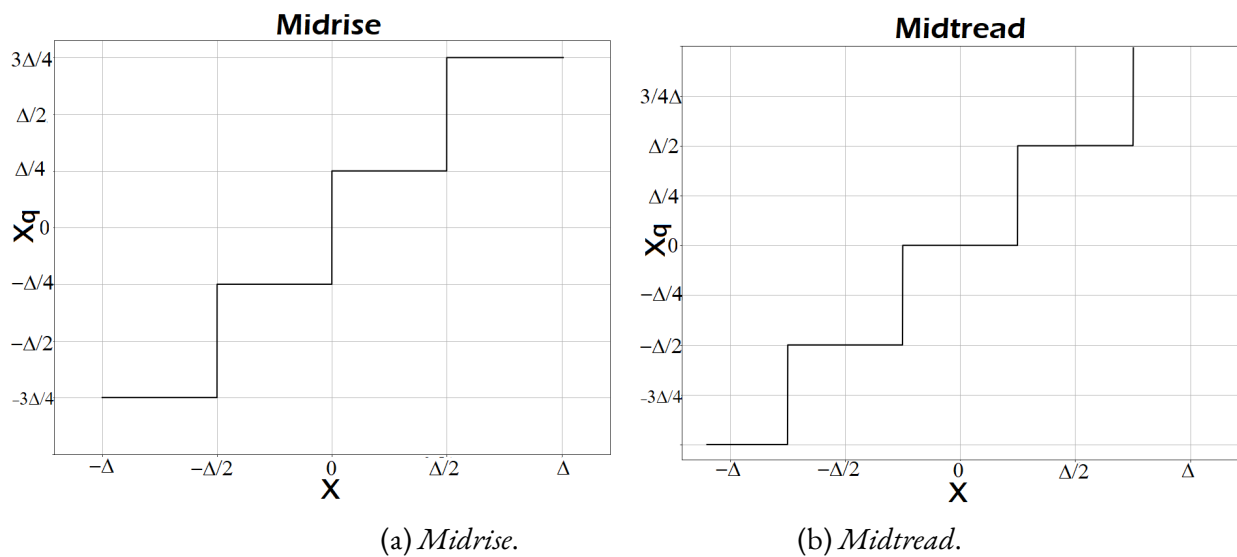 Midrise
3Δ/4
Δ/2
Δ/4
0
−Δ/4
−Δ/2
-3Δ/4
Xq
−Δ
−Δ/2
0
Δ/2
Δ
X
(a) Midrise.
Midtread
3/4Δ
Δ/2
Δ/4
0
−Δ/4
−Δ/2
-3Δ/4
Xq
−Δ
−Δ/2
0
Δ/2
Δ
X
(b) Midtread.